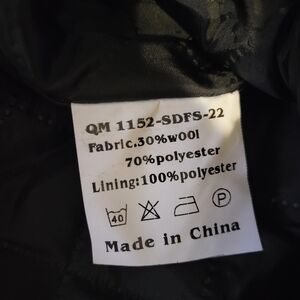 QM 1152-SDFS-22
Fabric.30%wool
70%polyester
Lining:100%polyester
40 P
Made in China